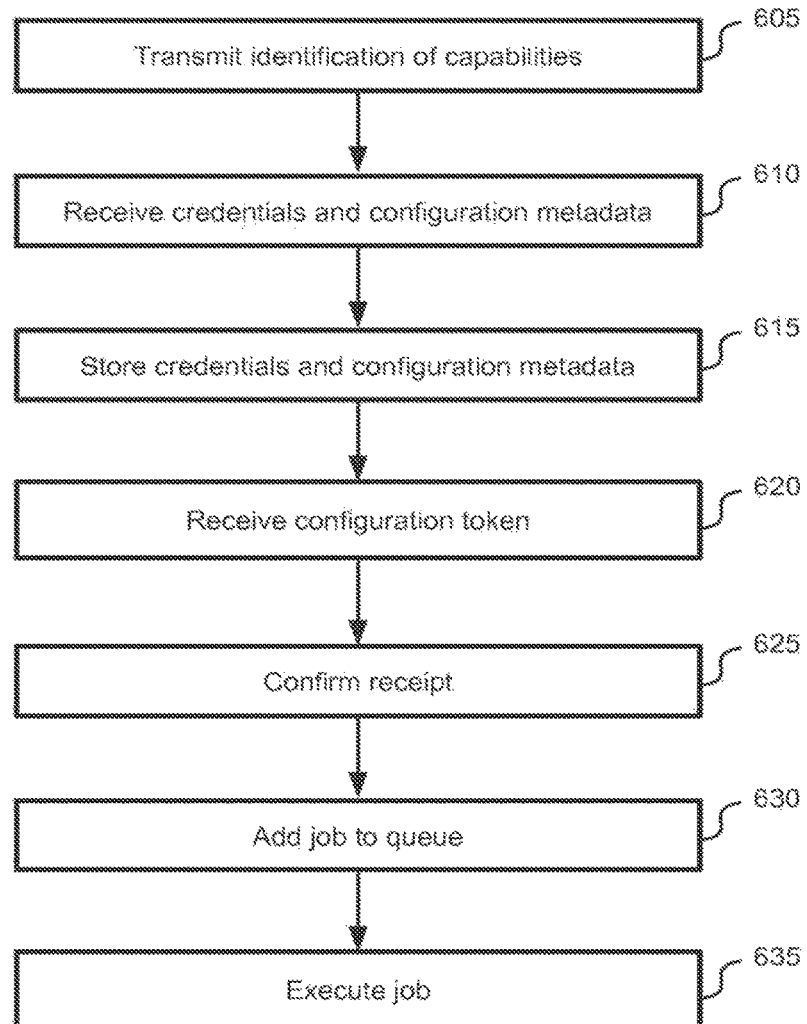 605
Transmit identification of capabilities
610
Receive credentials and configuration metadata
615
Store credentials and configuration metadata
620
Receive configuration token
625
Confirm receipt
630
Add job to queue
635
Execute job